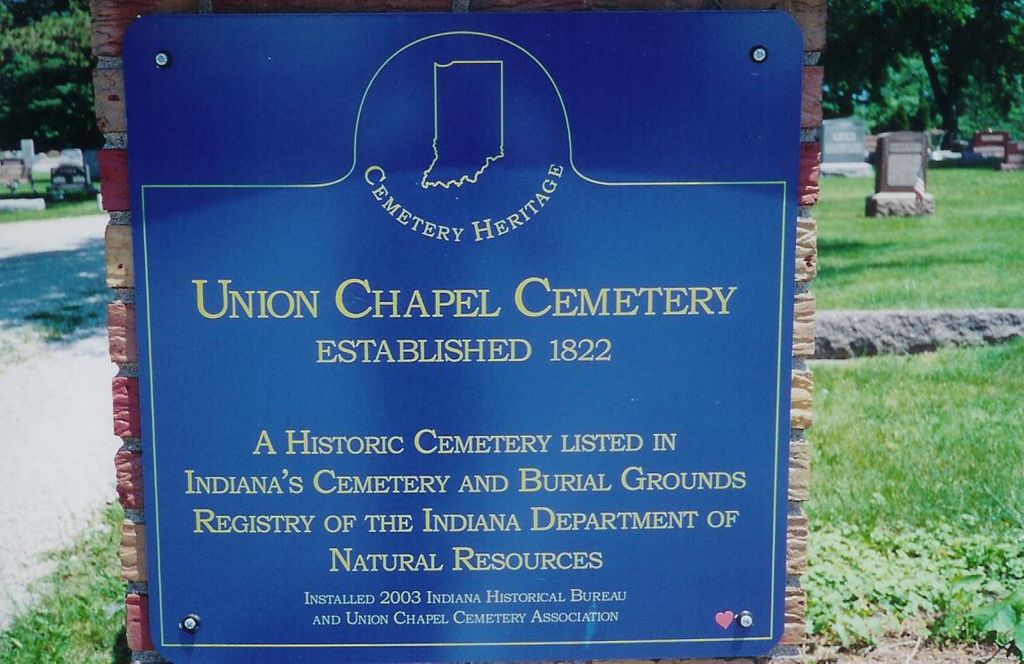 CEMETERY HERITAGE
UNION CHAPEL CEMETERY
ESTABLISHED 1822
A HISTORIC CEMETERY LISTED IN
INDIANA'S CEMETERY AND BURIAL GROUNDS
REGISTRY OF THE INDIANA DEPARTMENT OF
NATURAL RESOURCES
INSTALLED 2003 INDIANA HISTORICAL BUREAU
AND UNION CHAPEL CEMETERY ASSOCIATION